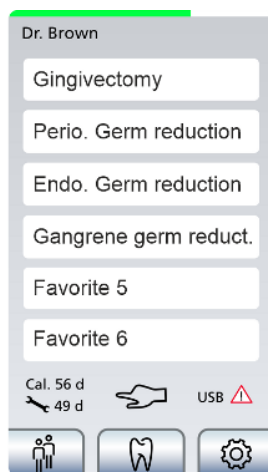 Dr. Brown
Gingivectomy
Perio. Germ reduction
Endo. Germ reduction
Gangrene germ reduct.
Favorite 5
Favorite 6
Cal. 56 d
49 d
USB